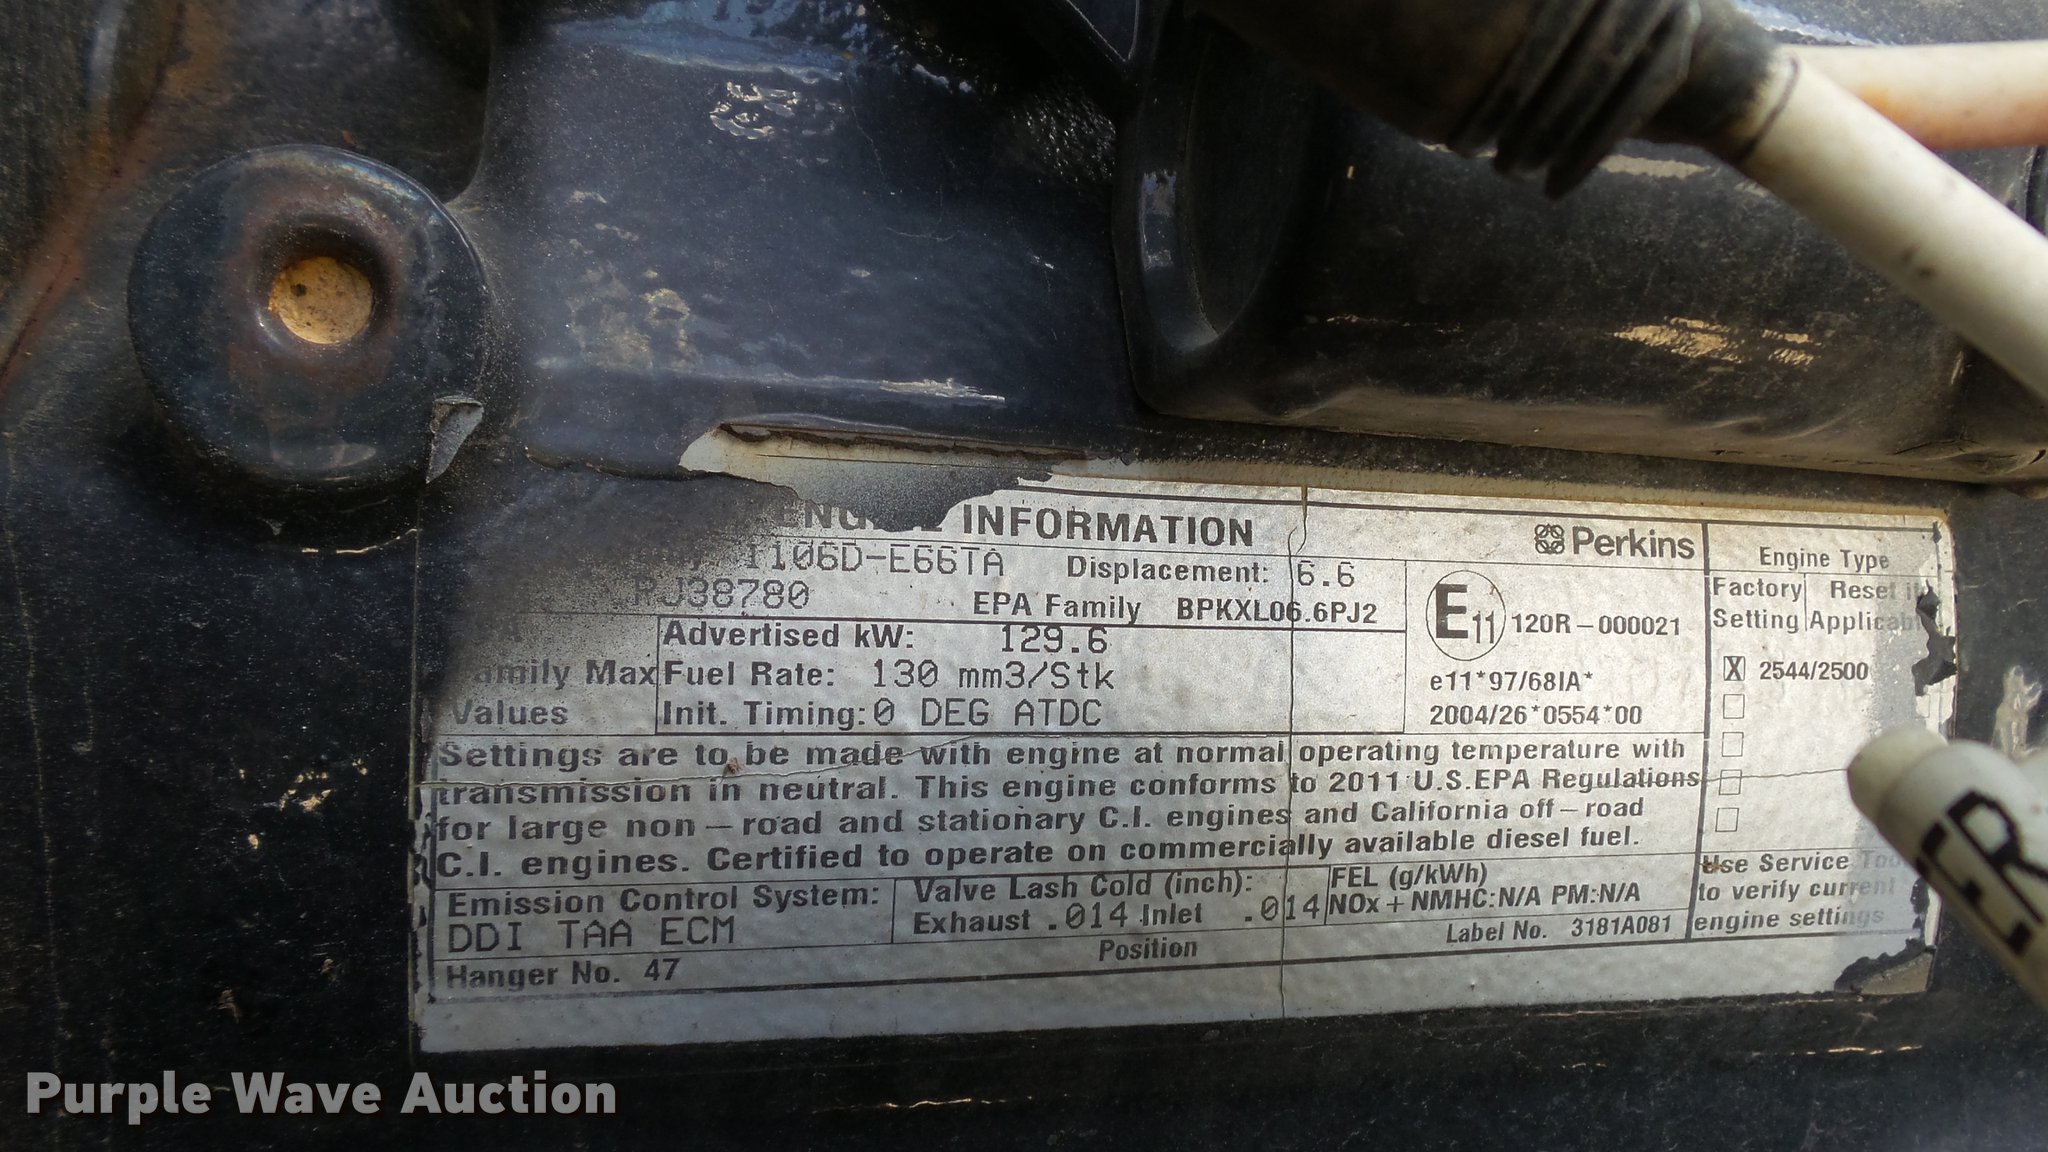 INFORMATION
Perkins
1106D-E66TA Displacement: 6.6
RJ38780 EPA Family BPKXL06.6PJ2
Advertised kW: 129.6
Family Max Fuel Rate: 130 mm3/Stk
Values Init. Timing: 0 DEG ATDC
E11 120R-000021
e11*97/68IA*
2004/26*0554*00
Engine Type
Factory Reset if
Setting
X 2544/2500
Settings are to be made with engine at normal operating temperature with
transmission in neutral. This engine conforms to 2011 U.S.EPA Regulations
for large non-road and stationary C.I. engines and California off-road
C.I. engines. Certified to operate on commercially available diesel fuel.
Use Service
to verify current
engine settings
Emission Control System:
DDI TAA ECM
Valve Lash Cold (inch):
Exhaust .014 Inlet .014
FEL (g/kWh)
NOx+NMHC:N/A PM:N/A
Hanger No. 47
Position
Label No. 3181A081
Purple Wave Auction